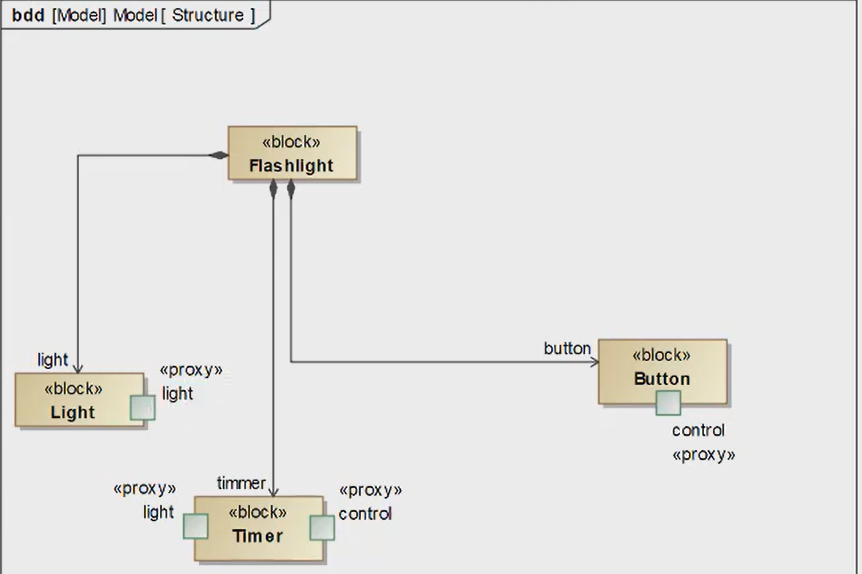 bdd [Model] Model [ Structure ]
«block»
Flashlight
light
«block»
Light
«proxy»
light
button
«block»
Button
control
«proxy»
timmer
«block»
Timer
«proxy»
light
«proxy»
control